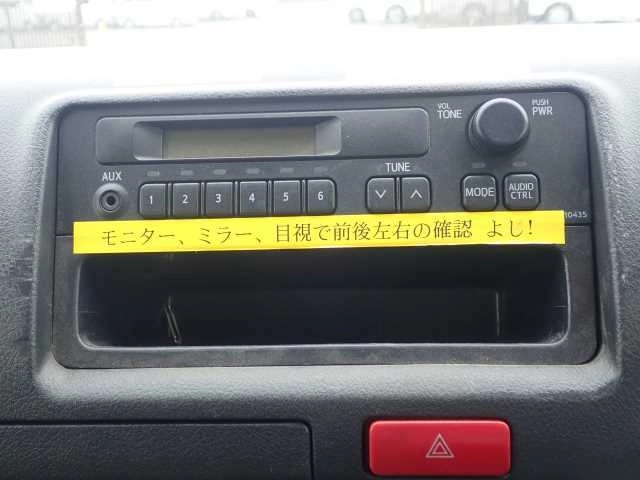 VOL
TONE
PUSH
PWR
AUX
TUNE
1 2 3 4 5 6
MODE
AUDIO
CTRL
10435
モニター、ミラー、目視で前後左右の確認 よし!